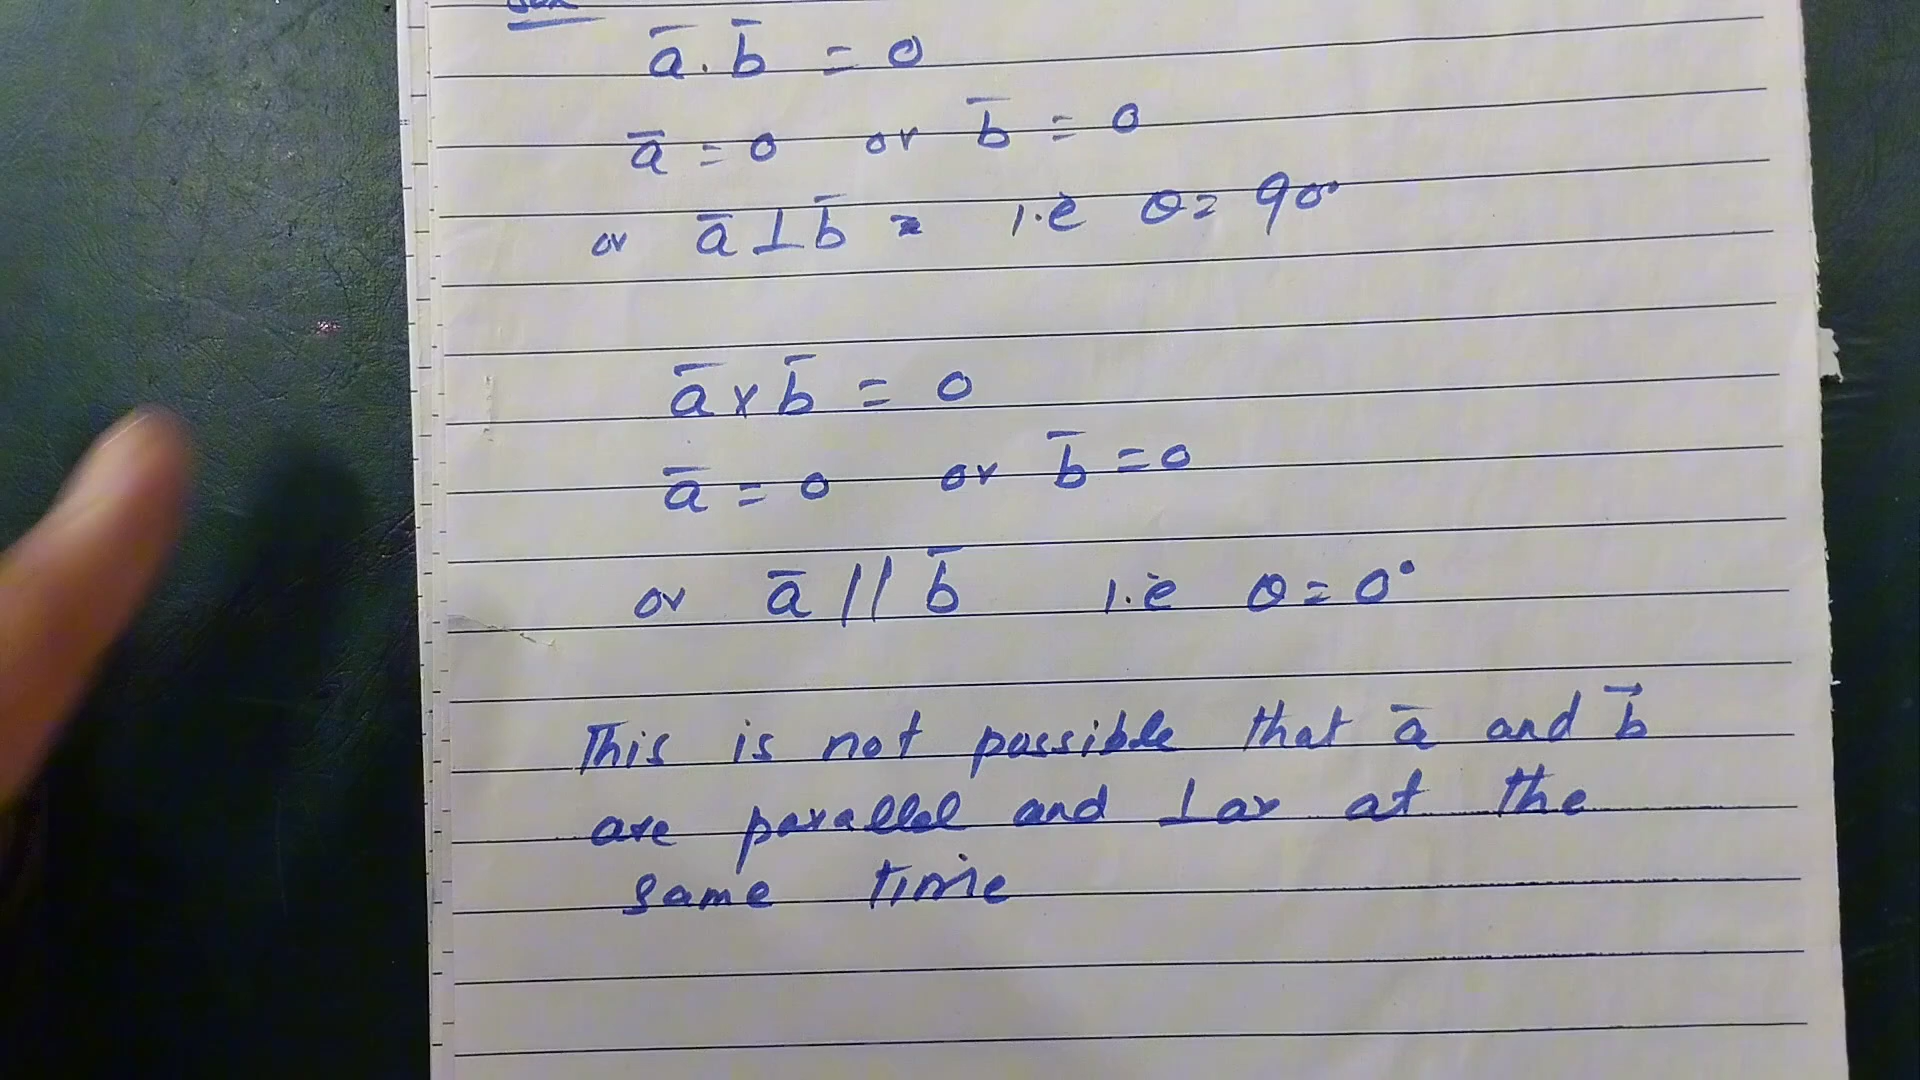 a̅ . b̅ = 0
a̅ = 0 or b̅ = 0
or a̅ ⊥ b̅ = i.e θ = 90°
a̅ x b̅ = 0
a̅ = 0 or b̅ = 0
or a̅ // b̅ i.e θ = 0°
This is not possible that a̅ and b⃗
are parallel and ⊥ar at the
same time